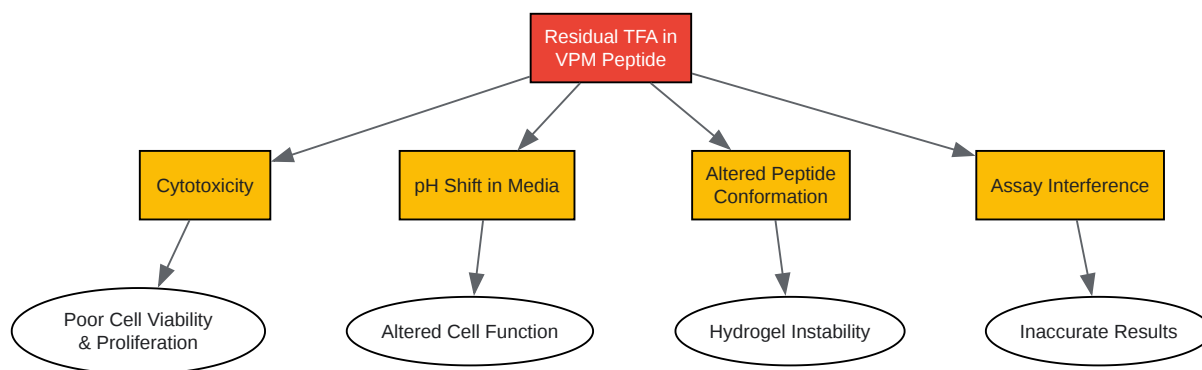 Residual TFA in
VPM Peptide
Cytotoxicity
pH Shift in Media
Altered Peptide
Conformation
Assay Interference
Poor Cell Viability
& Proliferation
Altered Cell Function
Hydrogel Instability
Inaccurate Results